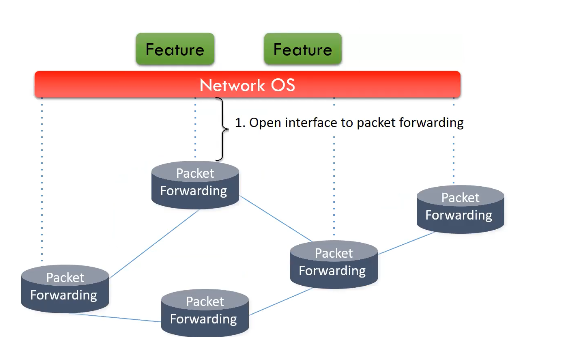 Feature
Feature
Network OS
1. Open interface to packet forwarding
Packet
Forwarding
Packet
Forwarding
Packet
Forwarding
Packet
Forwarding
Packet
Forwarding